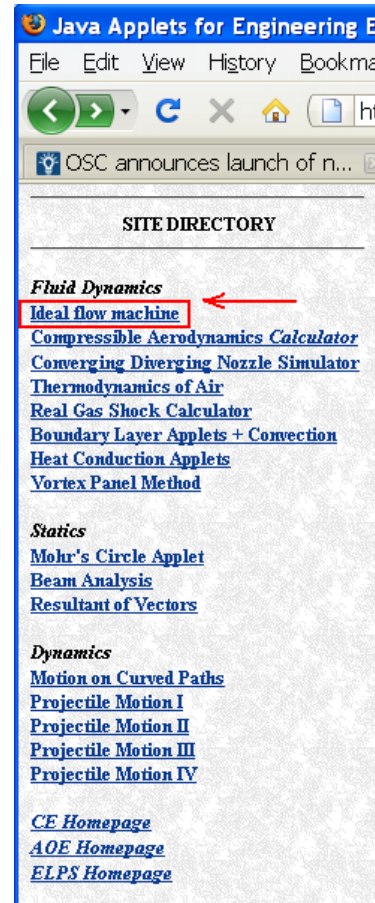 Java Applets for Engineering E
File Edit View History Bookma
ht
OSC announces launch of n...
SITE DIRECTORY
Fluid Dynamics
Ideal flow machine
Compressible Aerodynamics Calculator
Converging Diverging Nozzle Simulator
Thermodynamics of Air
Real Gas Shock Calculator
Boundary Layer Applets + Convection
Heat Conduction Applets
Vortex Panel Method
Statics
Mohr's Circle Applet
Beam Analysis
Resultant of Vectors
Dynamics
Motion on Curved Paths
Projectile Motion I
Projectile Motion II
Projectile Motion III
Projectile Motion IV
CE Homepage
AOE Homepage
ELPS Homepage